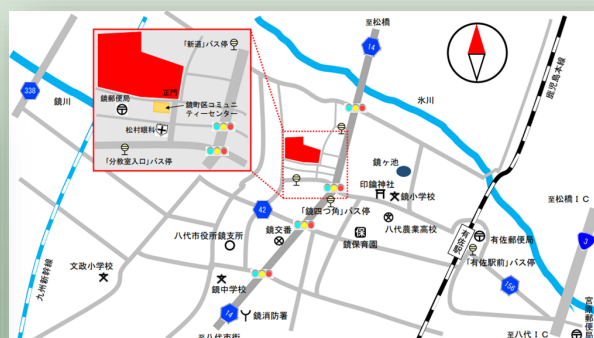 至松橋
14
「新道」バス停
338
鏡川
正門
鏡郵便局
鏡町区コミュニ
ティーセンター
松村眼科
「分教室入口」バス停
氷川
鹿児島本線
鏡ヶ池
印鑰神社
鏡小学校
至松橋ＩＣ
42
「鏡四つ角」バス停
八代農業高校
3
八代市役所鏡支所
鏡交番
鏡保育園
有佐駅
有佐郵便局
「有佐駅前」バス停
九州新幹線
文政小学校
鏡中学校
156
宮原郵便局
14
鏡消防署
至八代市街
至八代ＩＣ